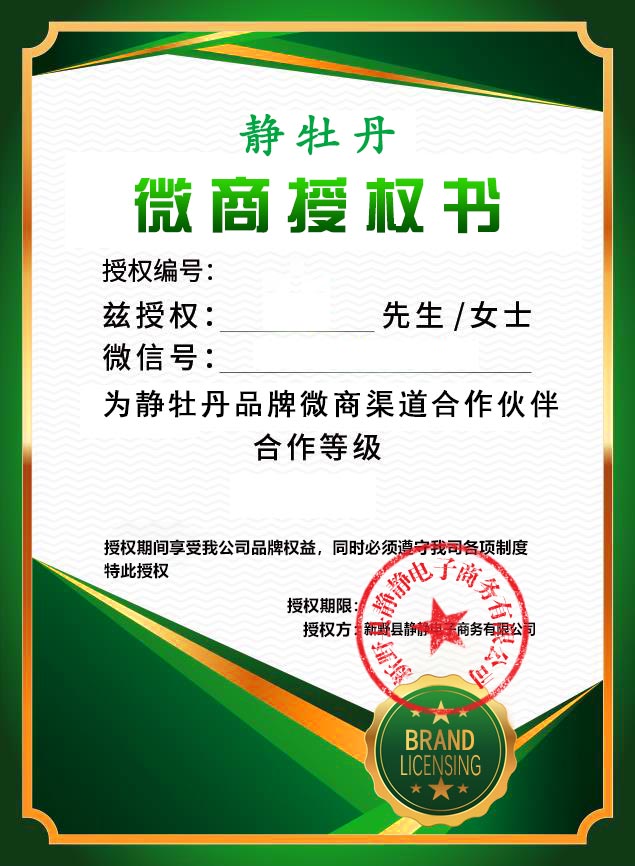 静牡丹
微商授权书
授权编号：
兹授权：__________先生/女士
微信号：____________________
为静牡丹品牌微商渠道合作伙伴
合作等级
授权期间享受我公司品牌权益，同时必须遵守我司各项制度
特此授权
授权期限：
授权方：新野县静静电子商务有限公司
新野县静静电子商务有限公司
BRAND
LICENSING